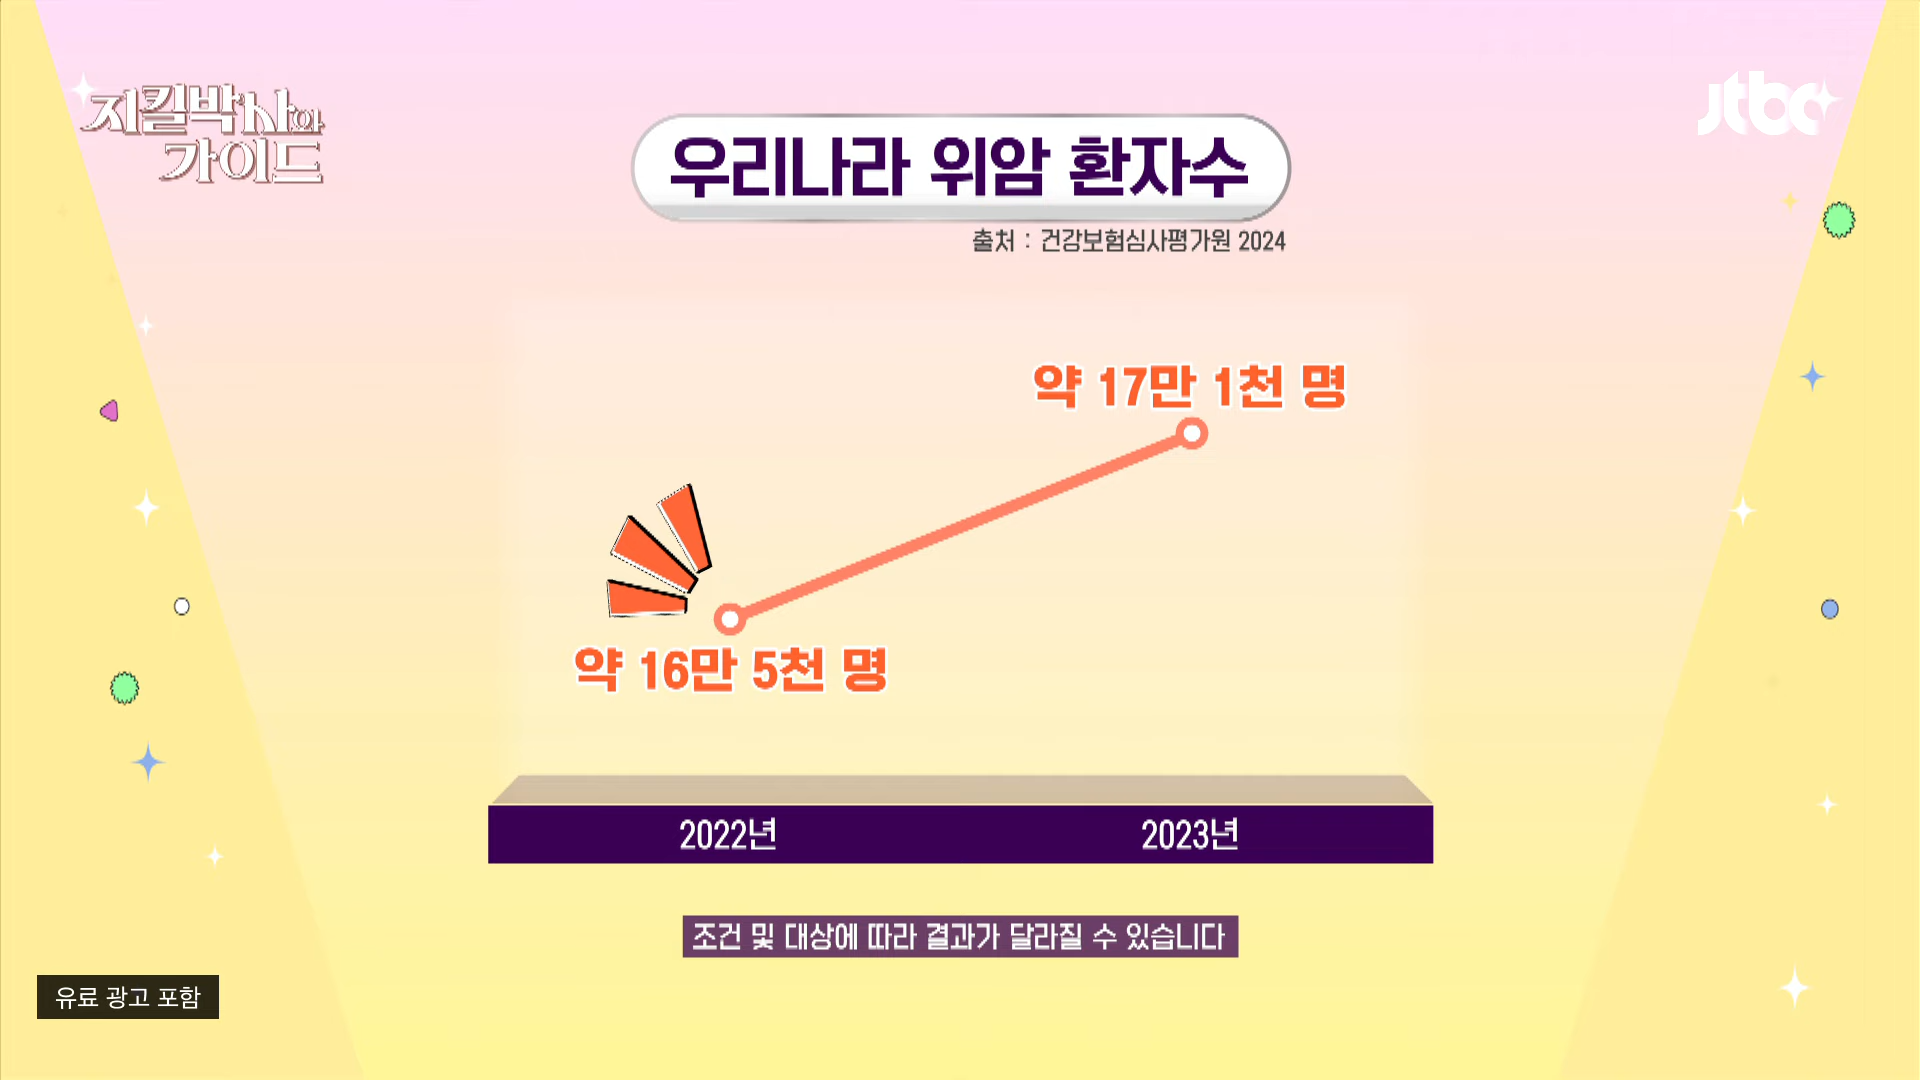 지킬박사와
가이드
jtbc
우리나라 위암 환자수
출처 : 건강보험심사평가원 2024
약 17만 1천 명
약 16만 5천 명
2022년
2023년
조건 및 대상에 따라 결과가 달라질 수 있습니다
유료 광고 포함